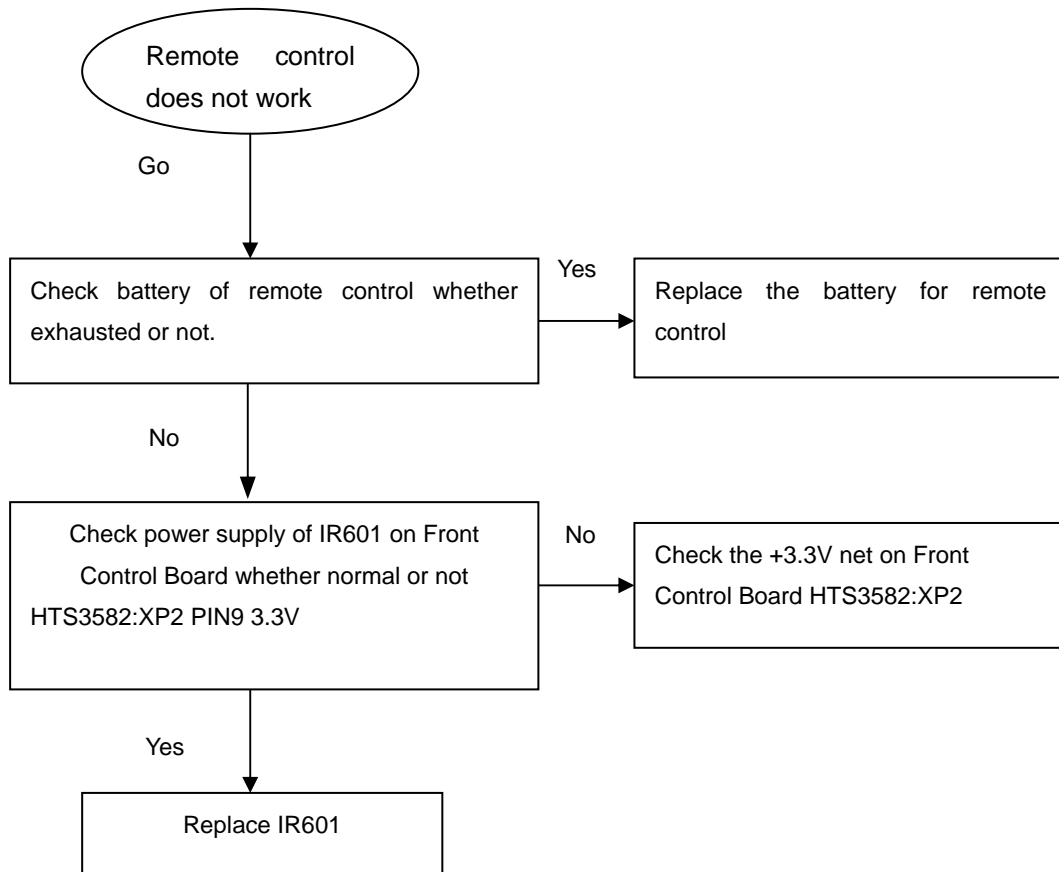 Remote control
does not work
Go
Check battery of remote control whether
exhausted or not.
Yes
Replace the battery for remote
control
No
Check power supply of IR601 on Front
Control Board whether normal or not
HTS3582:XP2 PIN9 3.3V
No
Check the +3.3V net on Front
Control Board HTS3582:XP2
Yes
Replace IR601